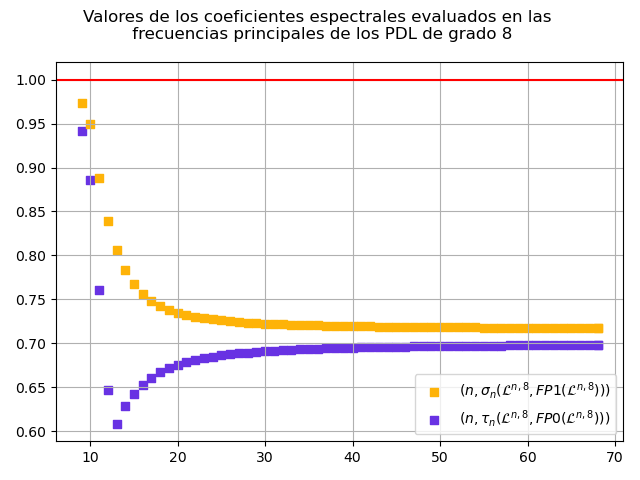 Valores de los coeficientes espectrales evaluados en las
frecuencias principales de los PDL de grado 8
1.00
0.95
0.90
0.85
0.80
0.75
0.70
0.65
0.60
(n, σₙ(ℒⁿ,⁸, FP1(ℒⁿ,⁸)))
(n, τₙ(ℒⁿ,⁸, FP0(ℒⁿ,⁸)))
10 20 30 40 50 60 70